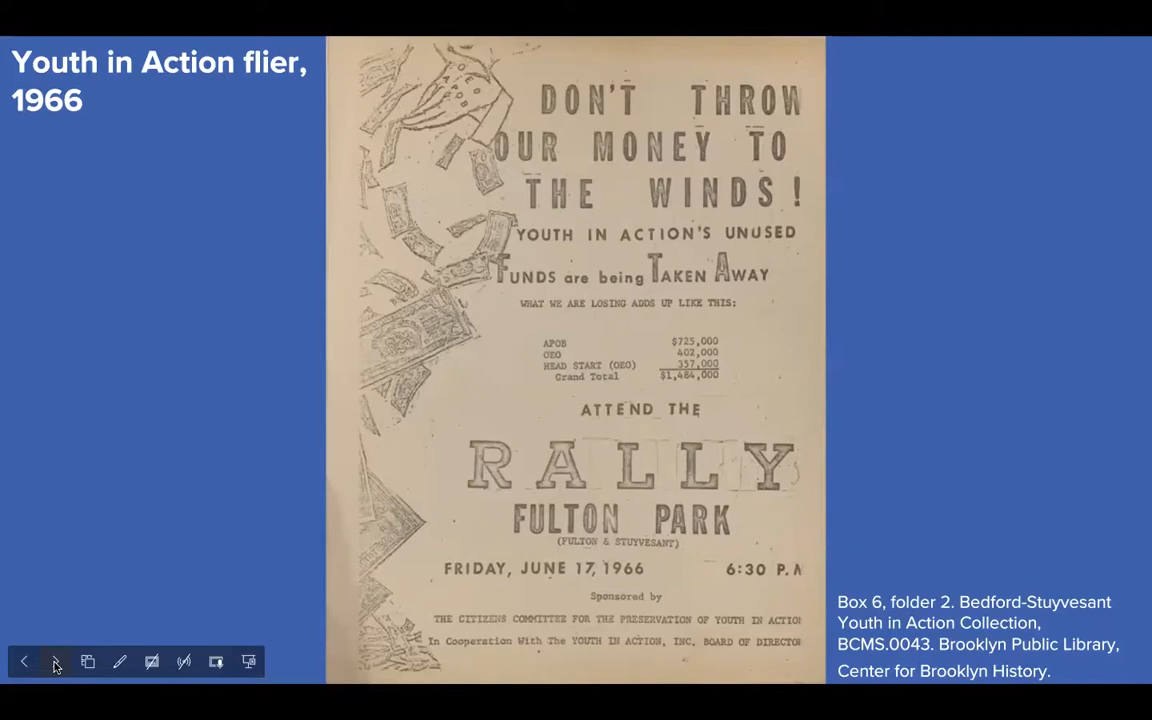 Youth in Action flier,
1966
DON'T THROW
OUR MONEY TO
THE WINDS!
YOUTH IN ACTION'S UNUSED
FUNDS are being TAKEN AWAY
WHAT WE ARE LOSING ADDS UP LIKE THIS:
APOB $725,000
OEO 402,000
HEAD START (OEO) 357,000
Grand Total $1,484,000
ATTEND THE
RALLY
FULTON PARK
(FULTON & STUYVESANT)
FRIDAY, JUNE 17, 1966 6:30 P.M
Sponsored by
THE CITIZENS COMMITTEE FOR THE PRESERVATION OF YOUTH IN ACTION
In Cooperation With The YOUTH IN ACTION, INC. BOARD OF DIRECTO
Box 6, folder 2. Bedford-Stuyvesant
Youth in Action Collection,
BCMS.0043. Brooklyn Public Library,
Center for Brooklyn History.